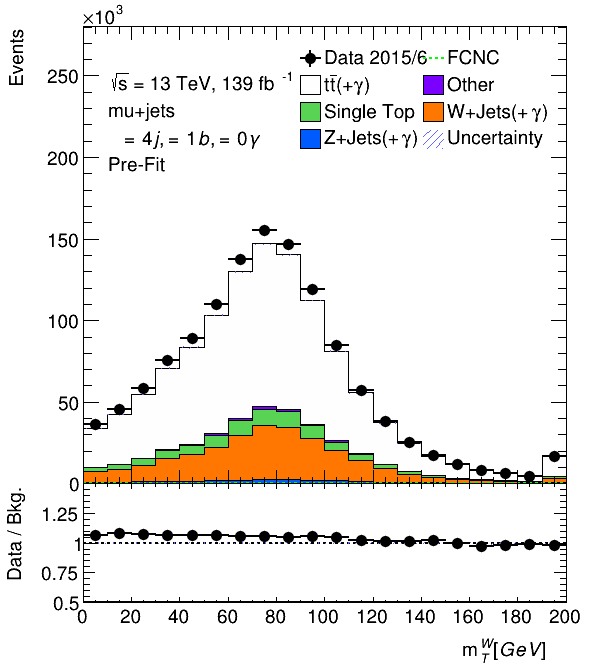 ×10³
Events
√s = 13 TeV, 139 fb⁻¹
mu+jets
= 4j, = 1b, = 0γ
Pre-Fit
Data 2015/6 FCNC
tt̄(+γ) Other
Single Top W+Jets(+γ)
Z+Jets(+γ) Uncertainty
250
200
150
100
50
0
Data / Bkg.
1.25
1
0.75
0.5
0 20 40 60 80 100 120 140 160 180 200
m_T^W[GeV]